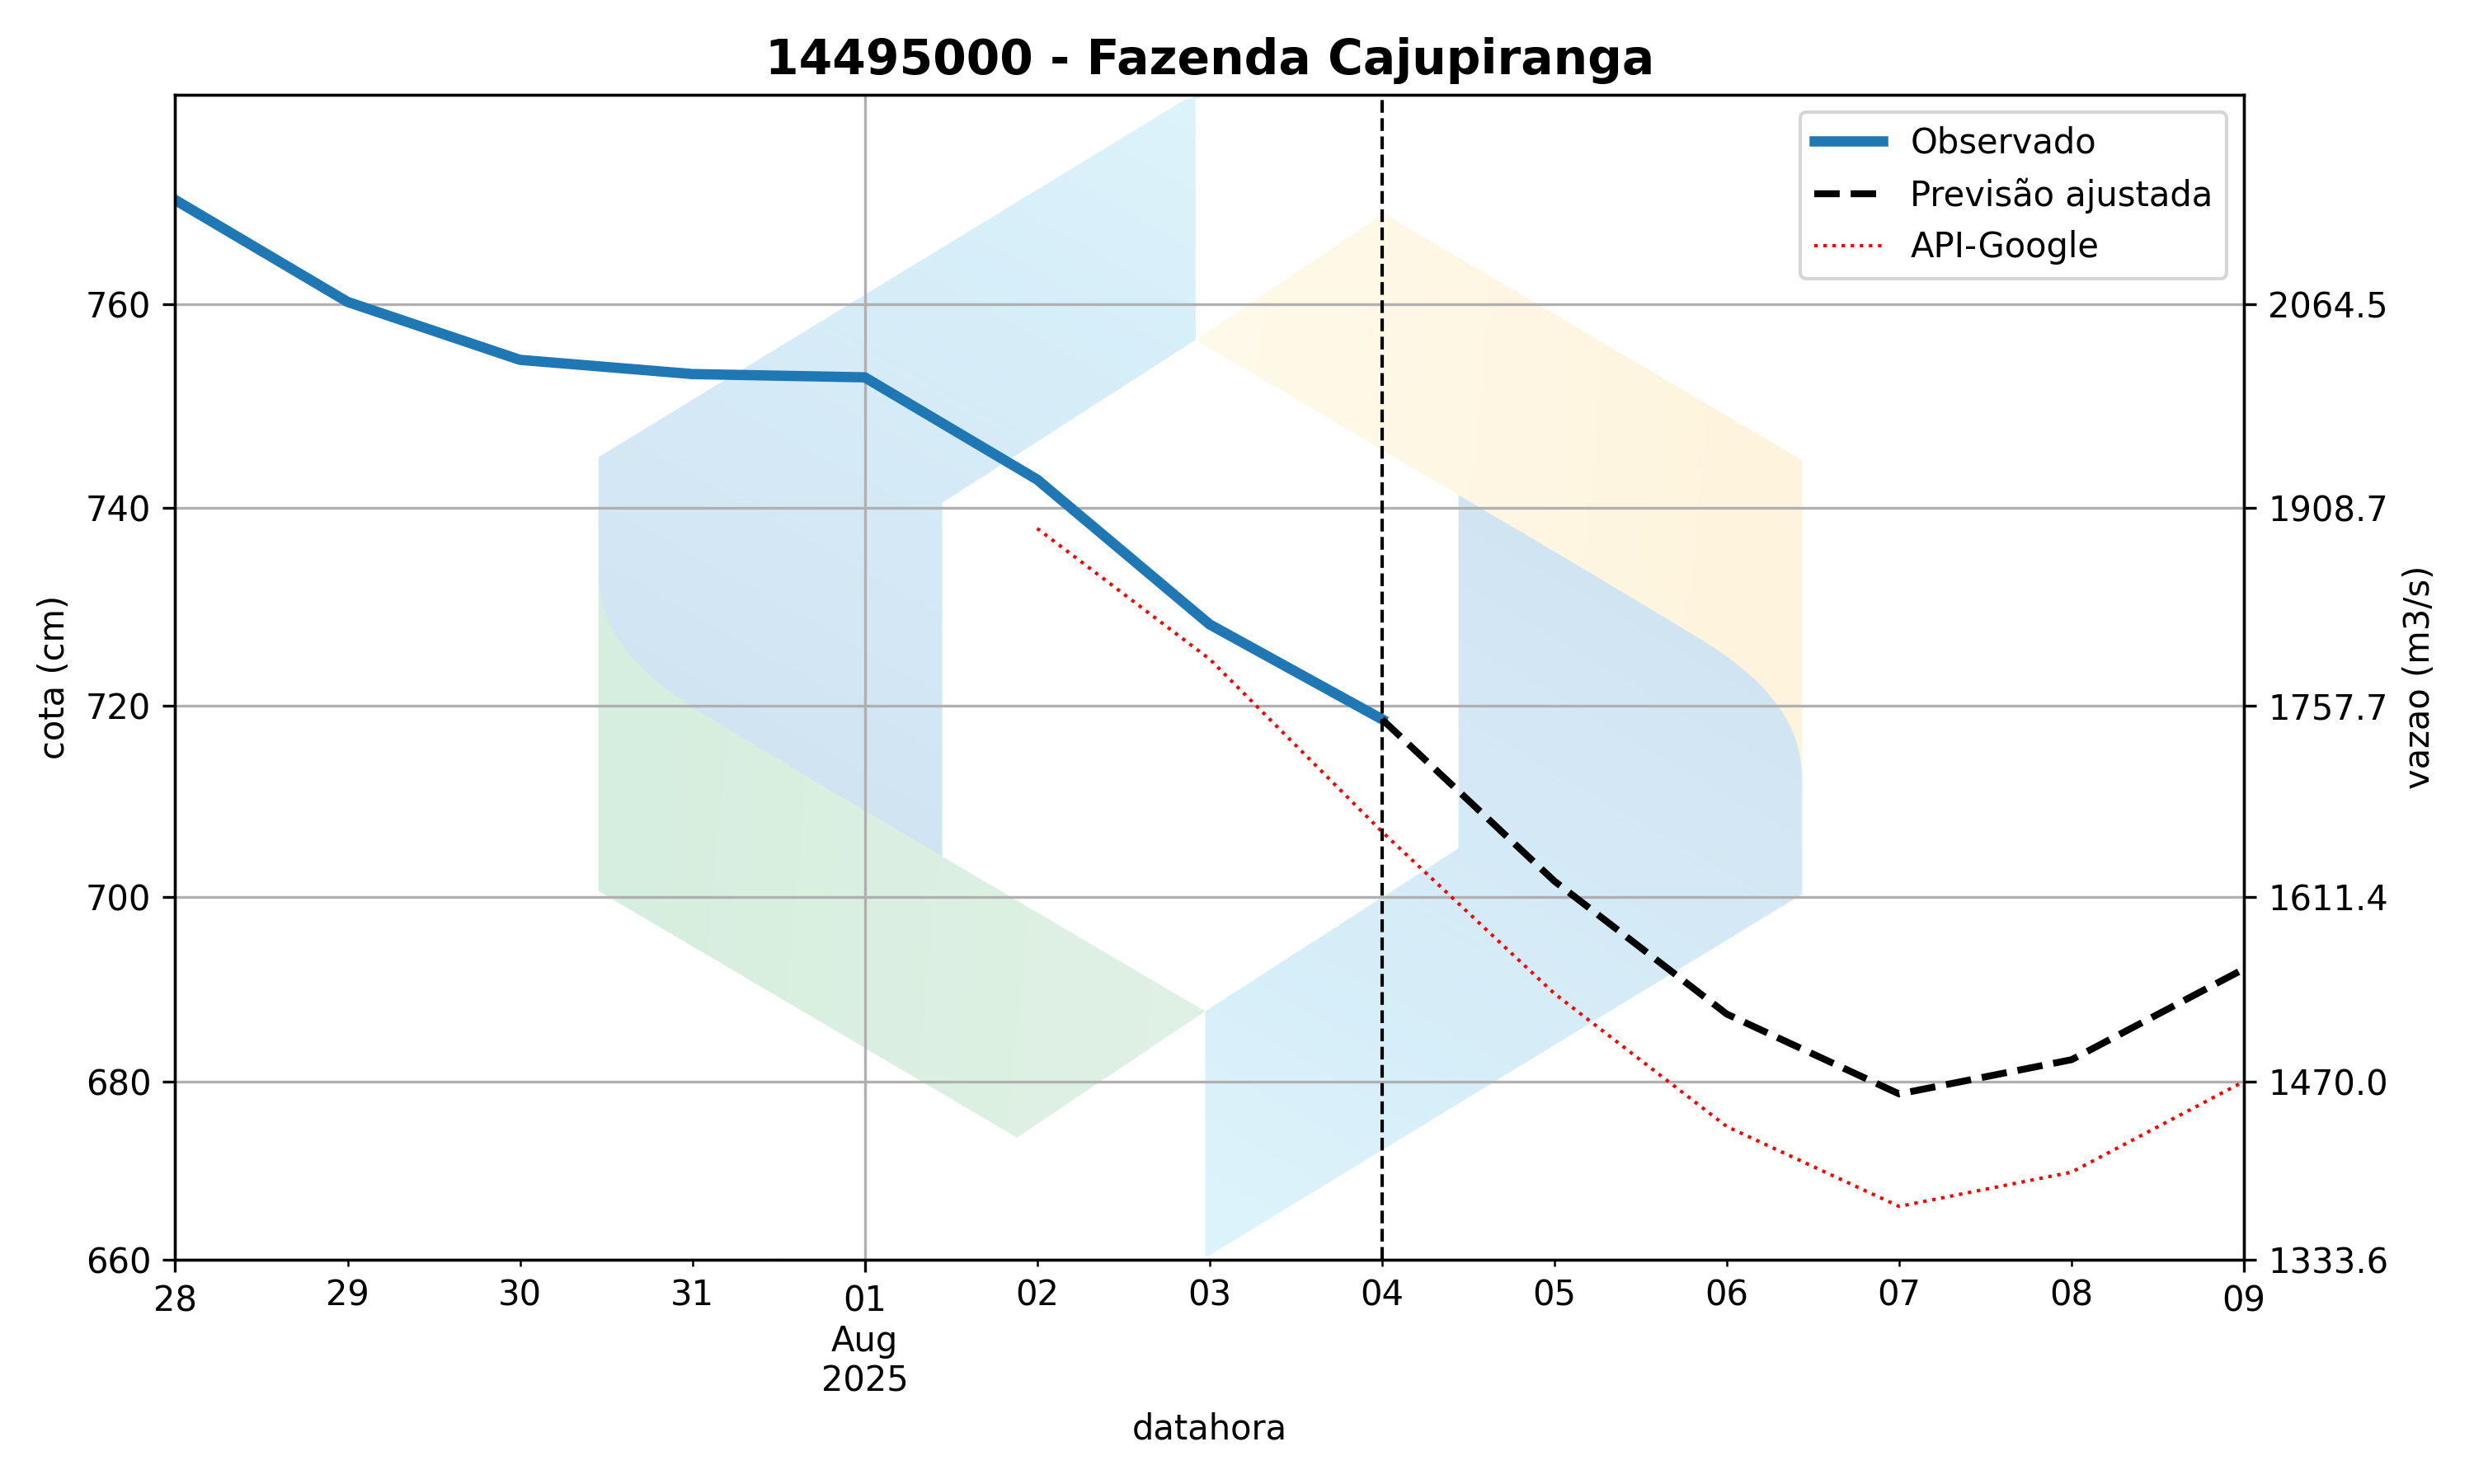 14495000 - Fazenda Cajupiranga
Observado
Previsão ajustada
API-Google
cota (cm)
760
740
720
700
680
660
2064.5
1908.7
1757.7
1611.4
1470.0
1333.6
vazao (m3/s)
28 29 30 31 01 02 03 04 05 06 07 08 09
Aug
2025
datahora